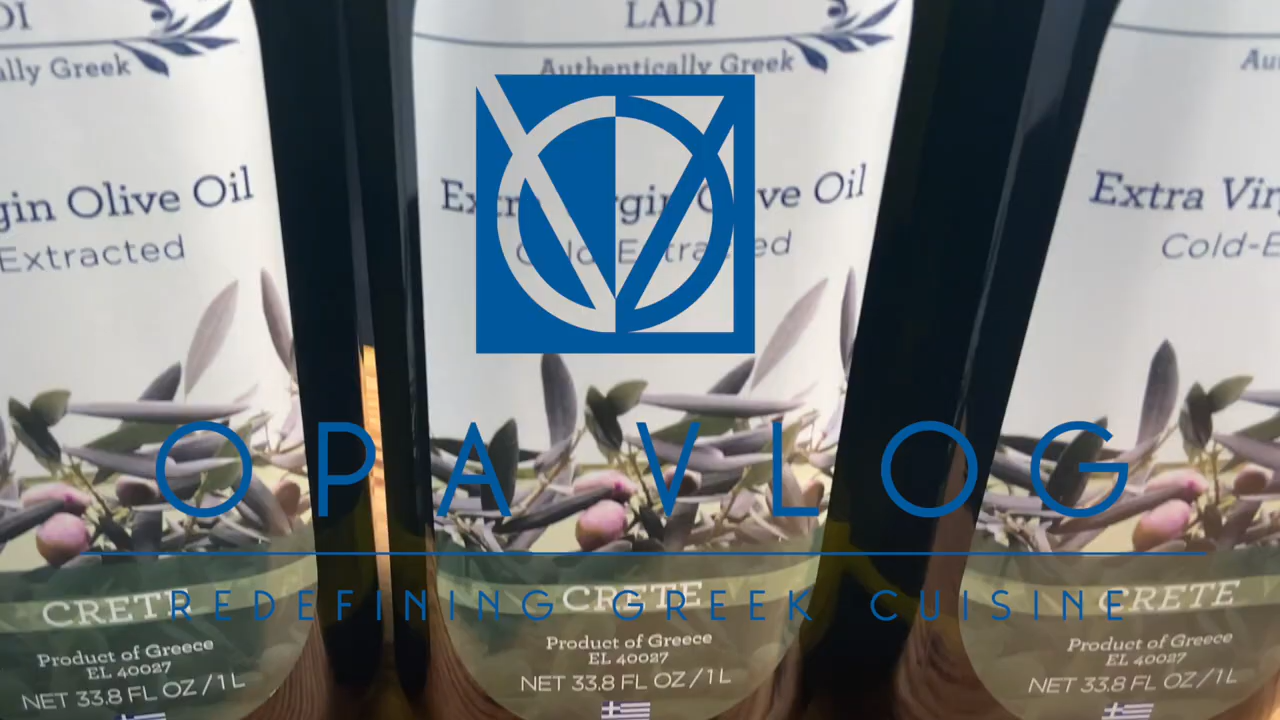 DI
LADI
ally Greek
Authentically Greek
Au
gin Olive Oil
Extra Virgin Olive Oil
Extra Vir
Extracted
Cold-Extracted
Cold-E
OPA VLOG
REDEFINING GREEK CUISINE
CRETE
CRETE
CRETE
Product of Greece
EL 40027
NET 33.8 FL OZ/1L
Product of Greece
EL 40027
NET 33.8 FL OZ/1L
Product of Greece
EL 40027
NET 33.8 FL OZ/1L